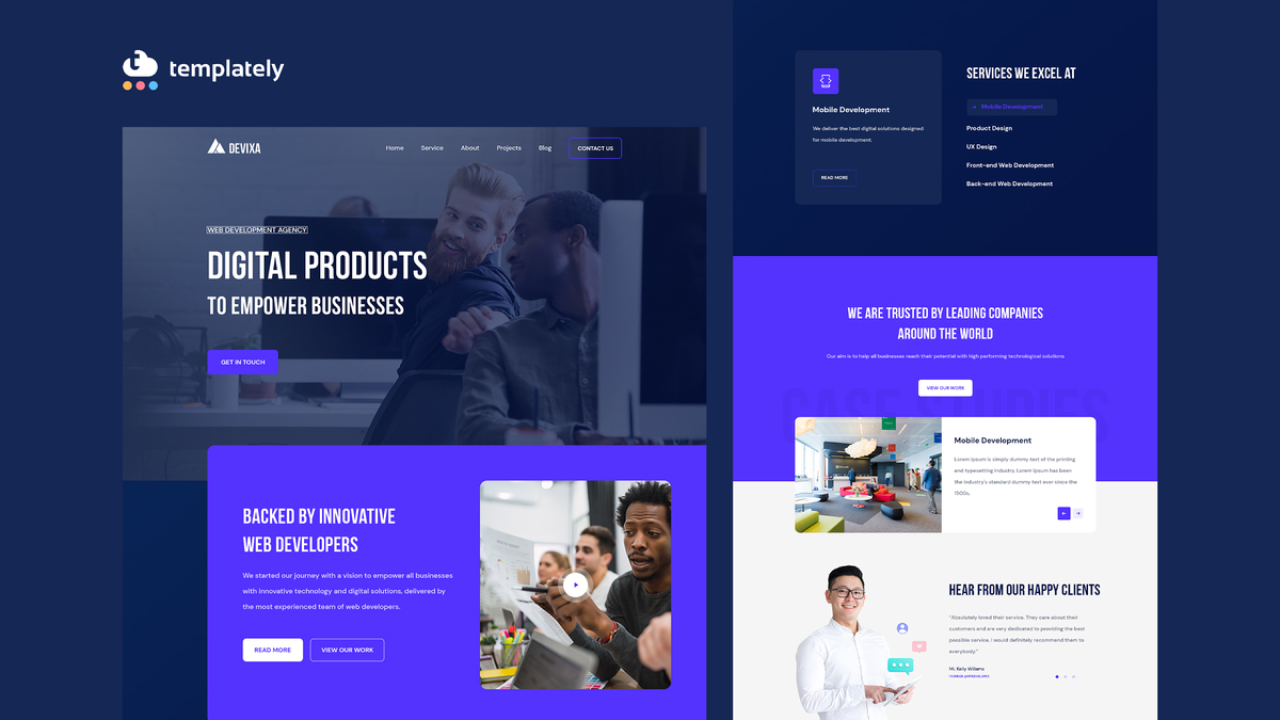 templately
DEVIXA
Home Service About Projects Blog CONTACT US
WEB DEVELOPMENT AGENCY
DIGITAL PRODUCTS
TO EMPOWER BUSINESSES
GET IN TOUCH
BACKED BY INNOVATIVE
WEB DEVELOPERS
We started our journey with a vision to empower all businesses
with innovative technology and digital solutions, delivered by
the most experienced team of web developers.
READ MORE VIEW OUR WORK
Mobile Development
We deliver the best digital solutions designed
for mobile development.
READ MORE
SERVICES WE EXCEL AT
Mobile Development
Product Design
UX Design
Front-end Web Development
Back-end Web Development
WE ARE TRUSTED BY LEADING COMPANIES
AROUND THE WORLD
Our aim is to help all businesses reach their potential with high performing technological solutions
VIEW OUR WORK
CASE STUDIES
Mobile Development
Lorem Ipsum is simply dummy text of the printing
and typesetting industry. Lorem Ipsum has been
the industry's standard dummy text ever since the
1500s,
HEAR FROM OUR HAPPY CLIENTS
"Absolutely loved their service. They care about their
customers and are very dedicated to providing the best
possible service. I would definitely recommend them to
everybody."
Mr. Kelly Williams